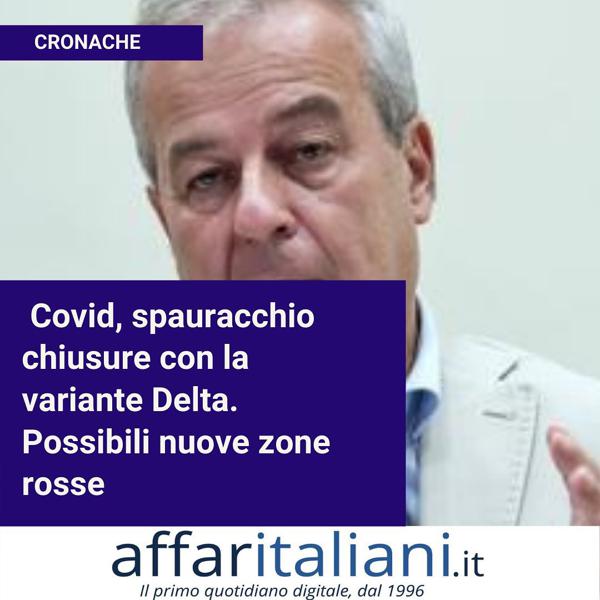 CRONACHE
Covid, spauracchio
chiusure con la
variante Delta.
Possibili nuove zone
rosse
affaritaliani.it
Il primo quotidiano digitale, dal 1996